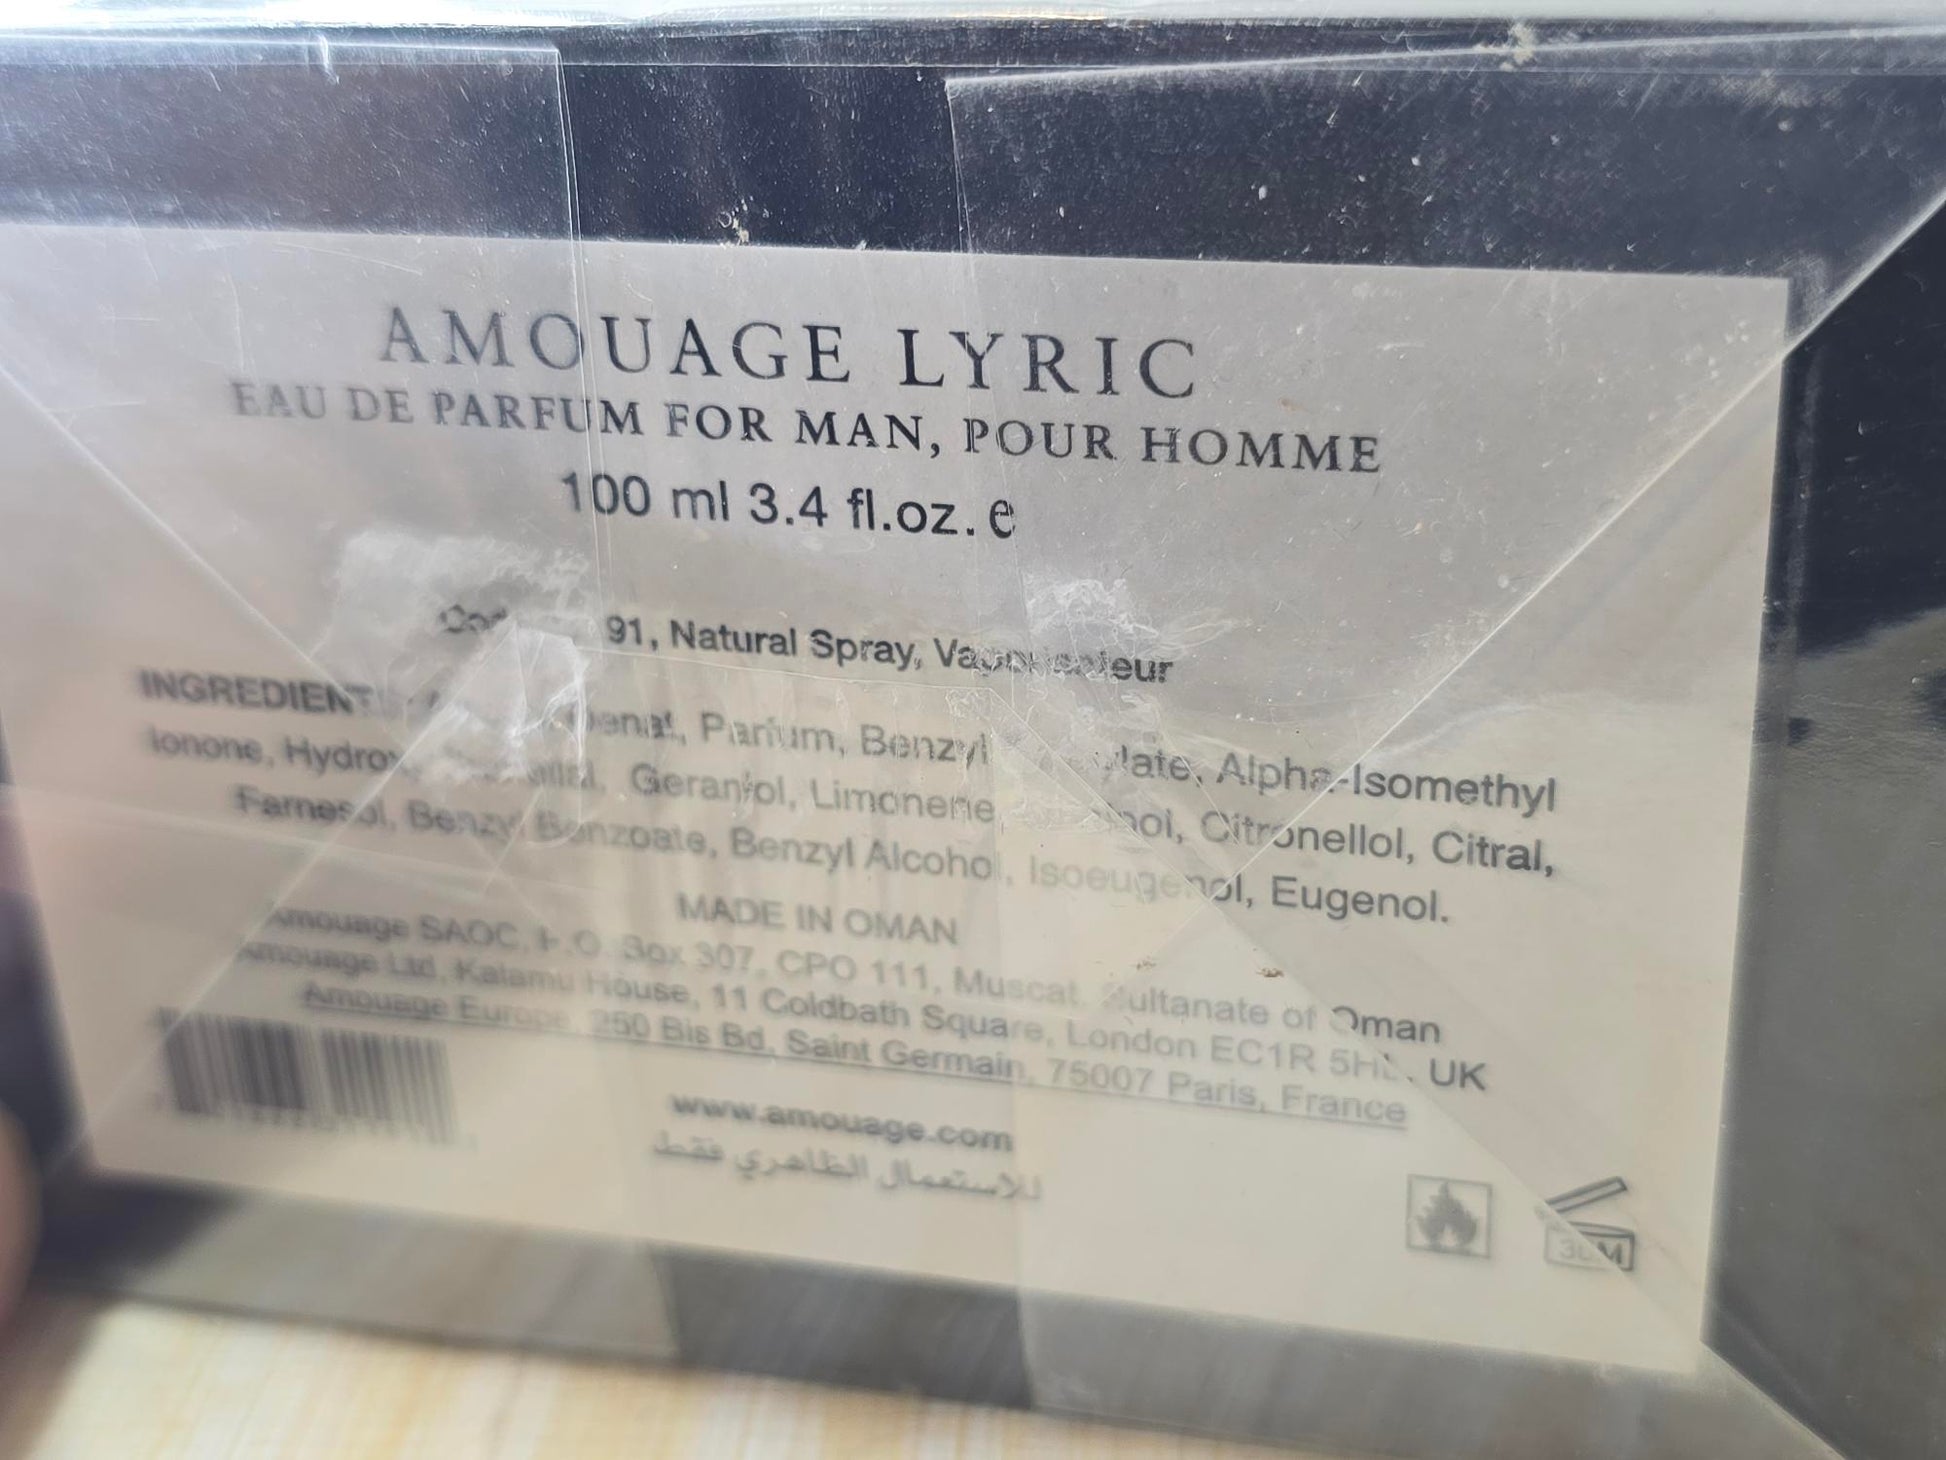 AMOUAGE LYRIC
EAU DE PARFUM FOR MAN, POUR HOMME
100 ml 3.4 fl.oz. e
91, Natural Spray,
Parfum, Benzyl Alpha-Isomethyl
Ionone, Geraniol, Limonene, Citronellol, Citral,
Farnesol, Benzyl Benzoate, Benzyl Alcohol, Isoeugenol, Eugenol.
MADE IN OMAN
Amouage SAOC, P.O. Box 307, CPO 111, Muscat, Sultanate of Oman
Amouage Ltd, Kalamu House, 11 Coldbath Square, London EC1R UK
Amouage Europe, 250 Bis Bd, Saint Germain, 75007 Paris, France
www.amouage.com
للاستعمال الظاهري فقط